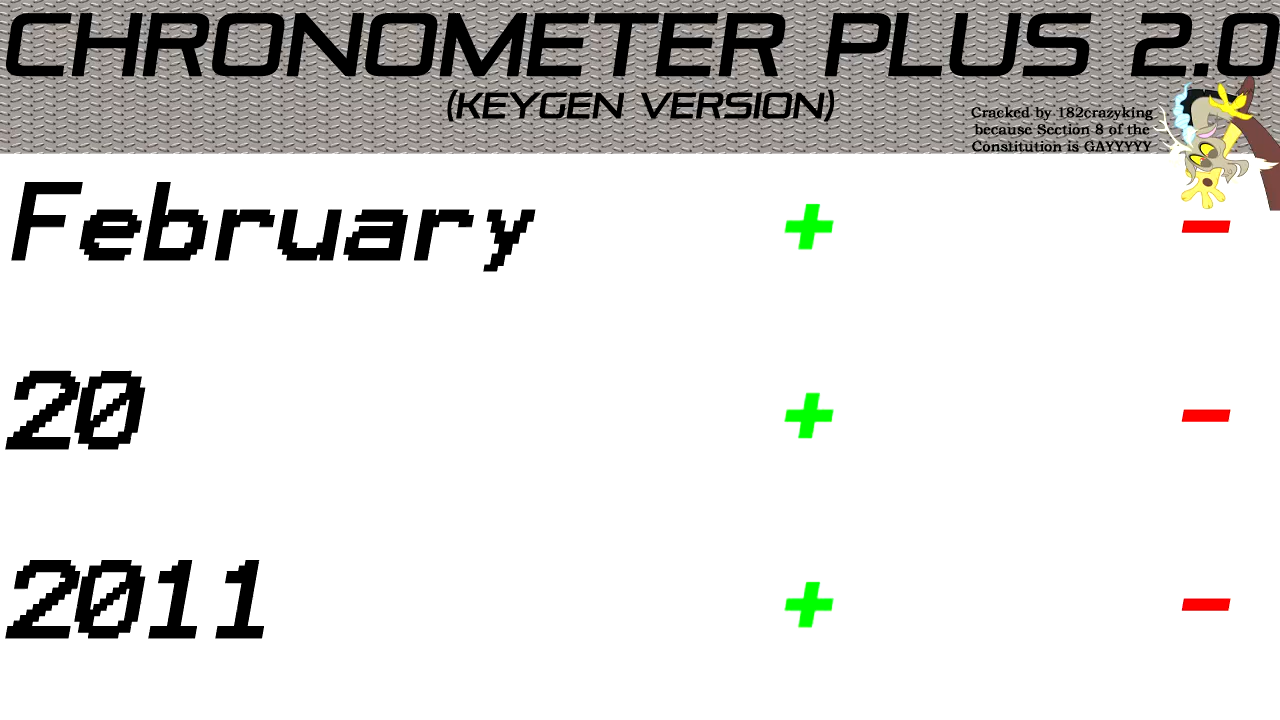 CHRONOMETER PLUS 2.0
(KEYGEN VERSION)
Cracked by 182crazyking
because Section 8 of the
Constitution is GAYYYYY
February + -
20 + -
2011 + -